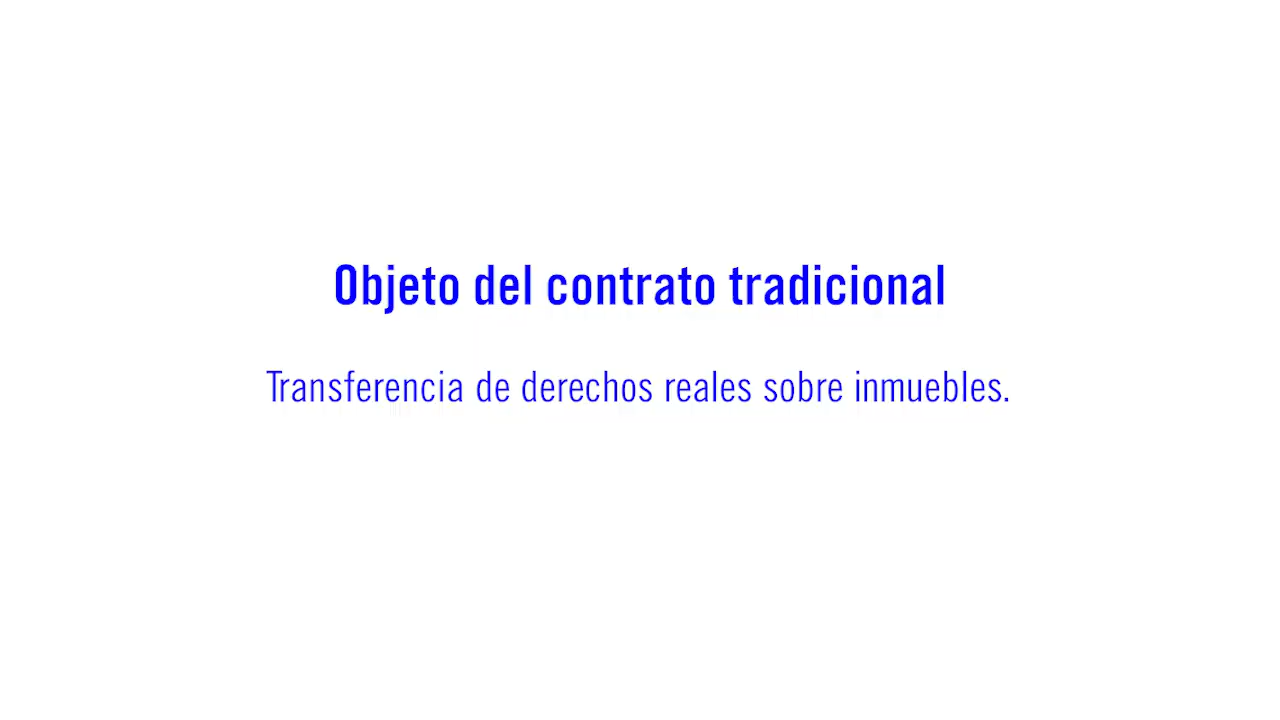 Objeto del contrato tradicional
Transferencia de derechos reales sobre inmuebles.